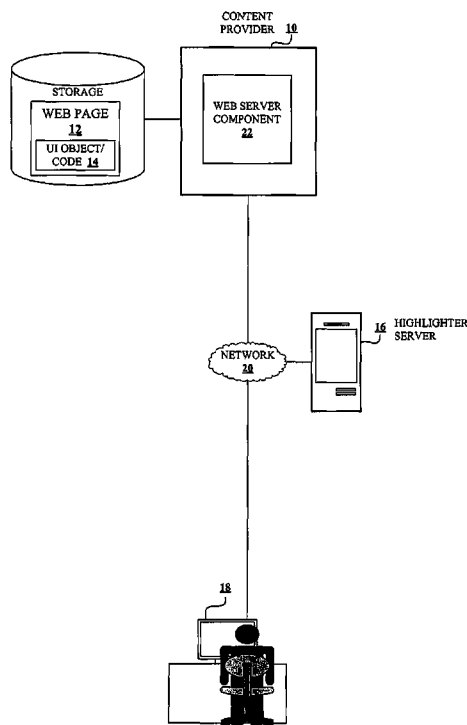 CONTENT
PROVIDER 10
STORAGE
WEB PAGE
12
UI OBJECT/
CODE 14
WEB SERVER
COMPONENT
22
16 HIGHLIGHTER
SERVER
NETWORK
20
18